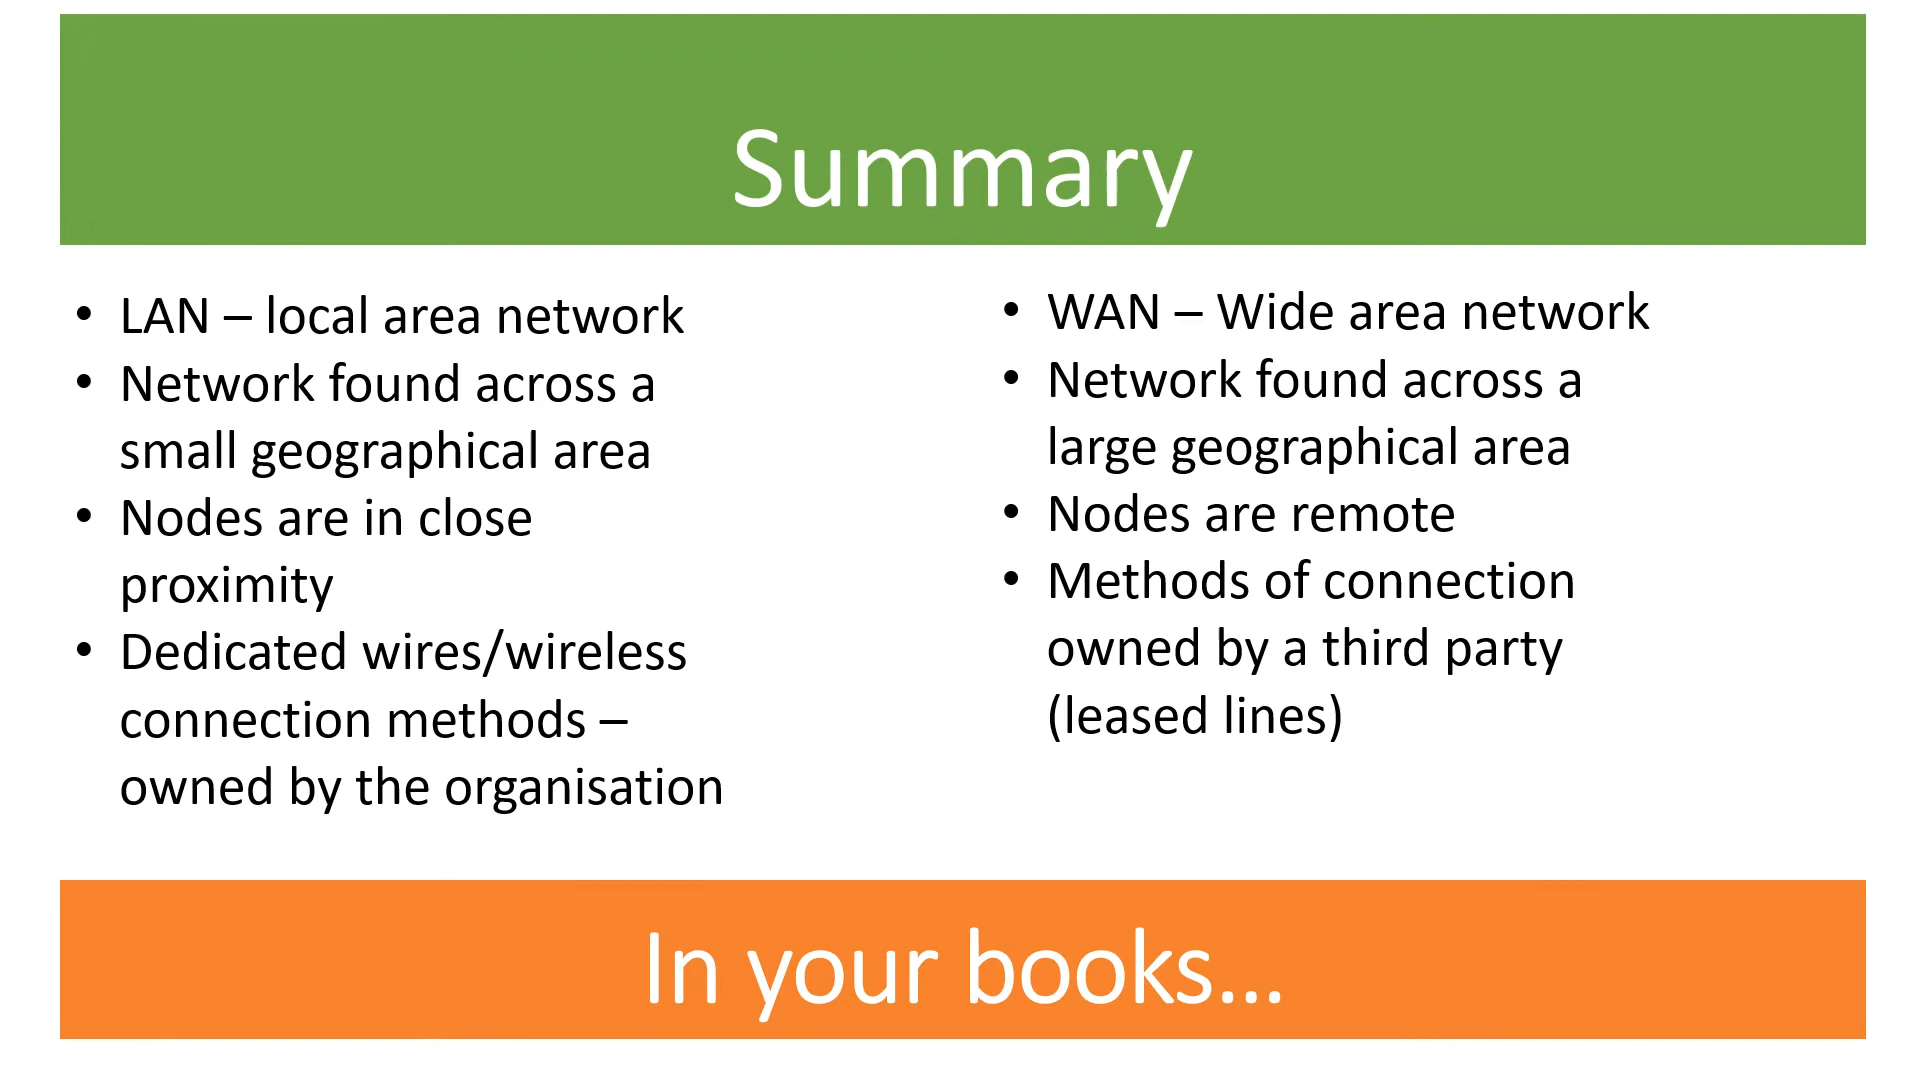 Summary
• LAN – local area network
• Network found across a
small geographical area
• Nodes are in close
proximity
• Dedicated wires/wireless
connection methods –
owned by the organisation
• WAN – Wide area network
• Network found across a
large geographical area
• Nodes are remote
• Methods of connection
owned by a third party
(leased lines)
In your books...